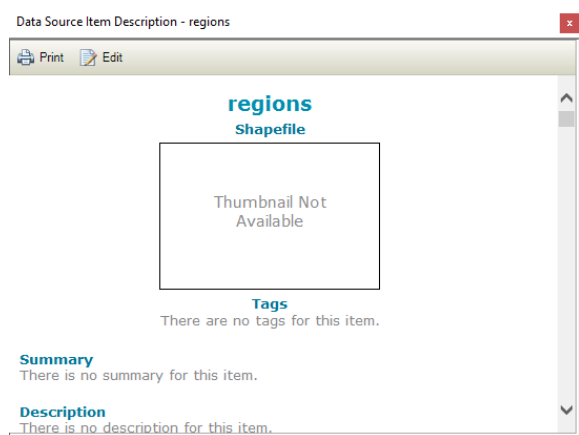 Data Source Item Description - regions
x
Print Edit
regions
Shapefile
Thumbnail Not
Available
Tags
There are no tags for this item.
Summary
There is no summary for this item.
Description
There is no description for this item.